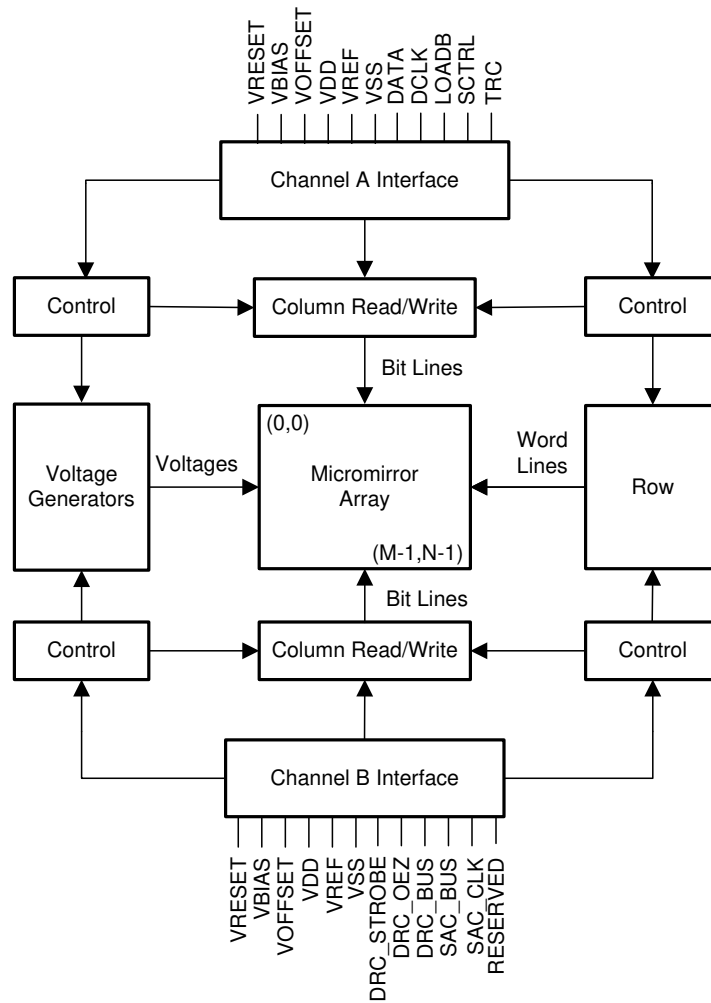 VRESET
VBIAS
VOFFSET
VDD
VREF
VSS
DATA
DCLK
LOADB
SCTRL
TRC
Channel A Interface
Control
Column Read/Write
Control
Bit Lines
(0,0)
Voltage
Generators
Voltages
Micromirror
Array
Word
Lines
Row
(M-1,N-1)
Bit Lines
Control
Column Read/Write
Control
Channel B Interface
VRESET
VBIAS
VOFFSET
VDD
VREF
VSS
DRC_STROBE
DRC_OEZ
DRC_BUS
SAC_BUS
SAC_CLK
RESERVED